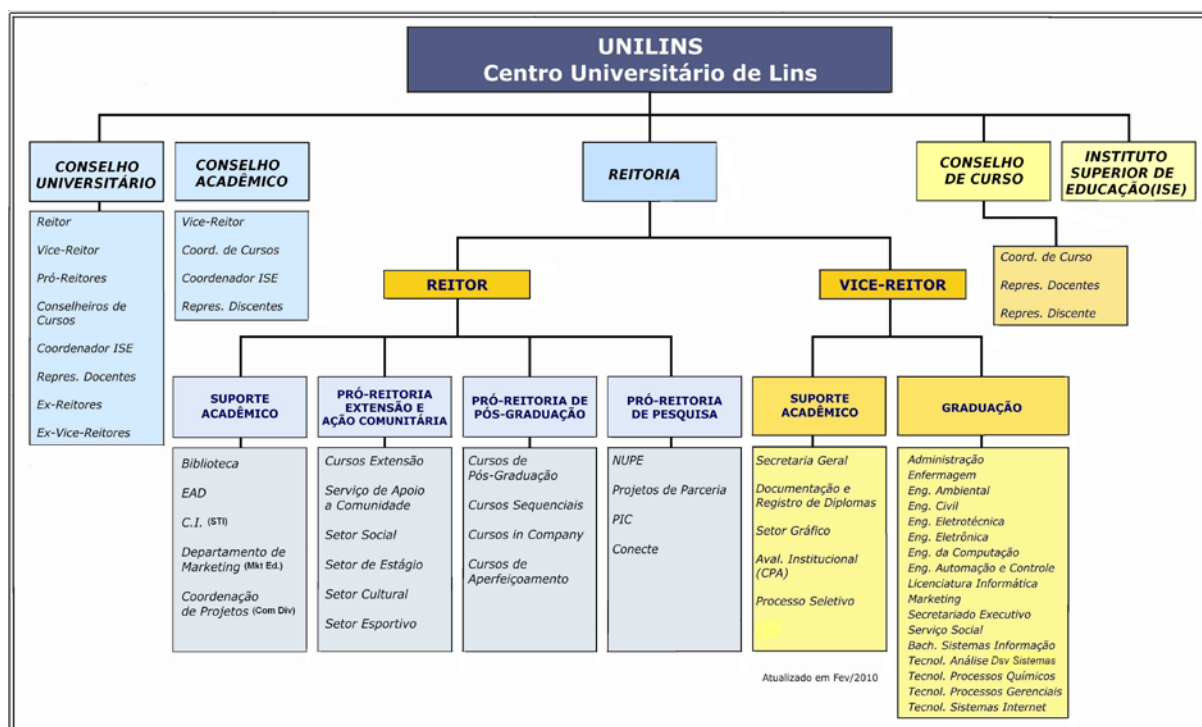 UNILINS
Centro Universitário de Lins
CONSELHO
UNIVERSITÁRIO
Reitor
Vice-Reitor
Pró-Reitores
Conselheiros de
Cursos
Coordenador ISE
Repres. Docentes
Ex-Reitores
Ex-Vice-Reitores
CONSELHO
ACADÊMICO
Vice-Reitor
Coord. de Cursos
Coordenador ISE
Repres. Discentes
REITORIA
CONSELHO
DE CURSO
Coord. de Curso
Repres. Docentes
Repres. Discente
INSTITUTO
SUPERIOR DE
EDUCAÇÃO(ISE)
REITOR
VICE-REITOR
SUPORTE
ACADÊMICO
Biblioteca
EAD
C.I. (STI)
Departamento de
Marketing (Mkt Ed.)
Coordenação
de Projetos (Com Div)
PRÓ-REITORIA
EXTENSÃO E
AÇÃO COMUNITÁRIA
Cursos Extensão
Serviço de Apoio
a Comunidade
Setor Social
Setor de Estágio
Setor Cultural
Setor Esportivo
PRÓ-REITORIA DE
PÓS-GRADUAÇÃO
Cursos de
Pós-Graduação
Cursos Sequenciais
Cursos in Company
Cursos de
Aperfeiçoamento
PRÓ-REITORIA
DE PESQUISA
NUPE
Projetos de Parceria
PIC
Conecte
SUPORTE
ACADÊMICO
Secretaria Geral
Documentação e
Registro de Diplomas
Setor Gráfico
Aval. Institucional
(CPA)
Processo Seletivo
GRADUAÇÃO
Administração
Enfermagem
Eng. Ambiental
Eng. Civil
Eng. Eletrotécnica
Eng. Eletrônica
Eng. da Computação
Eng. Automação e Controle
Licenciatura Informática
Marketing
Secretariado Executivo
Serviço Social
Bach. Sistemas Informação
Tecnol. Análise Dsv Sistemas
Tecnol. Processos Químicos
Tecnol. Processos Gerenciais
Tecnol. Sistemas Internet
Atualizado em Fev/2010